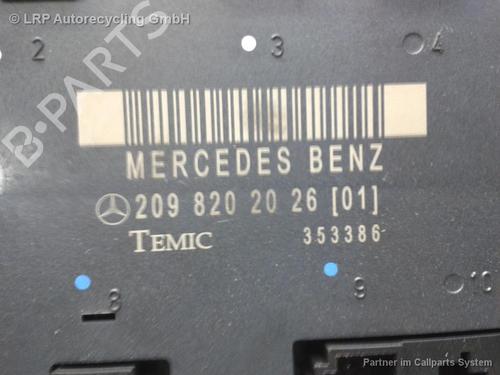 © LRP Autorecycling GmbH
2
3
4
MERCEDES BENZ
209 820 20 26 [01]
TEMIC 353386
8
9
10
Partner im Callparts System